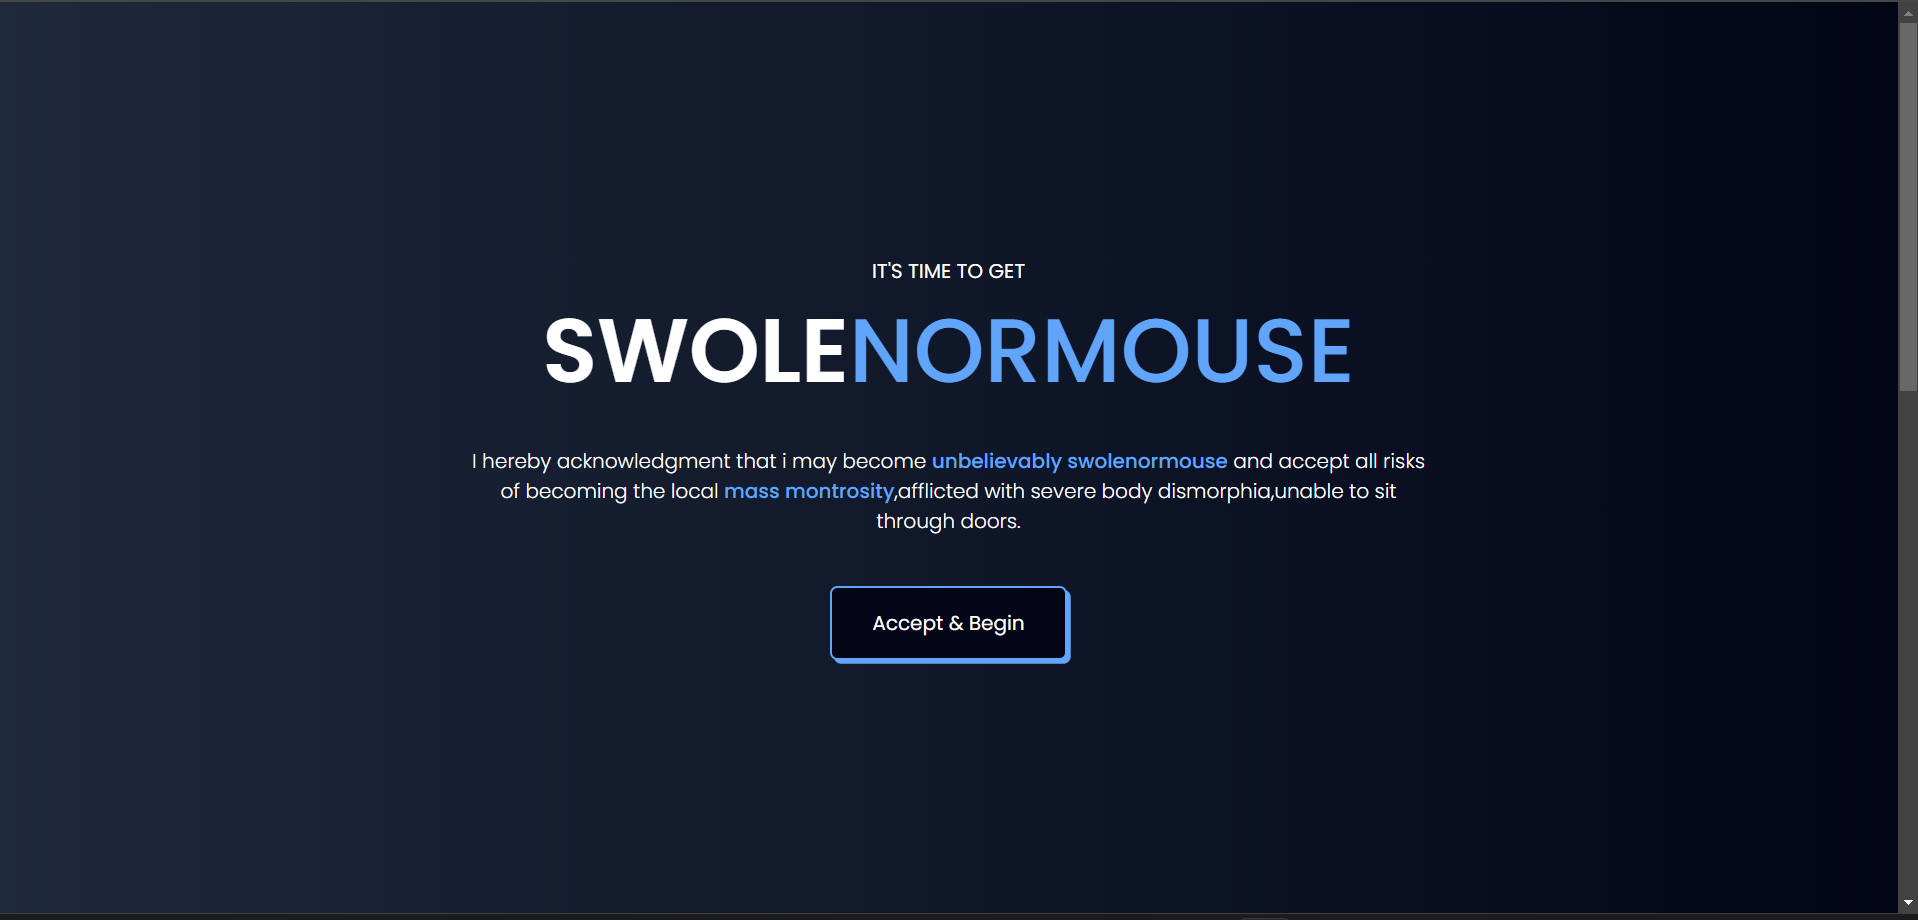 IT'S TIME TO GET
SWOLENORMOUSE
I hereby acknowledgment that i may become unbelievably swolenormouse and accept all risks
of becoming the local mass montrosity,afflicted with severe body dismorphia,unable to sit
through doors.
Accept & Begin